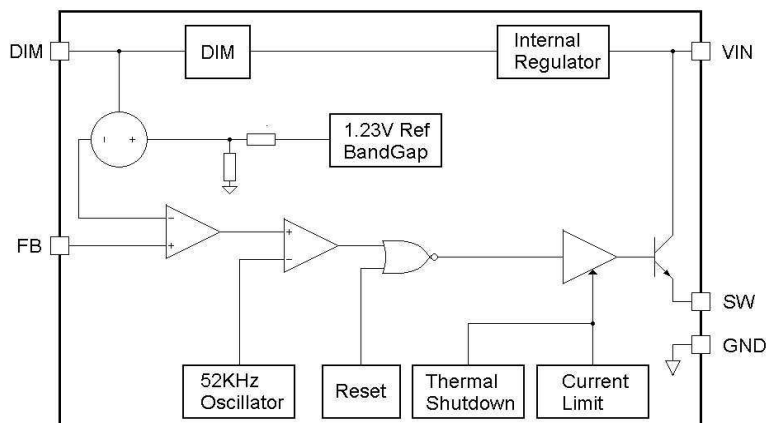 DIM
DIM
Internal
Regulator
VIN
1.23V Ref
BandGap
- +
-
+
FB
+
-
SW
GND
52KHz
Oscillator
Reset
Thermal
Shutdown
Current
Limit